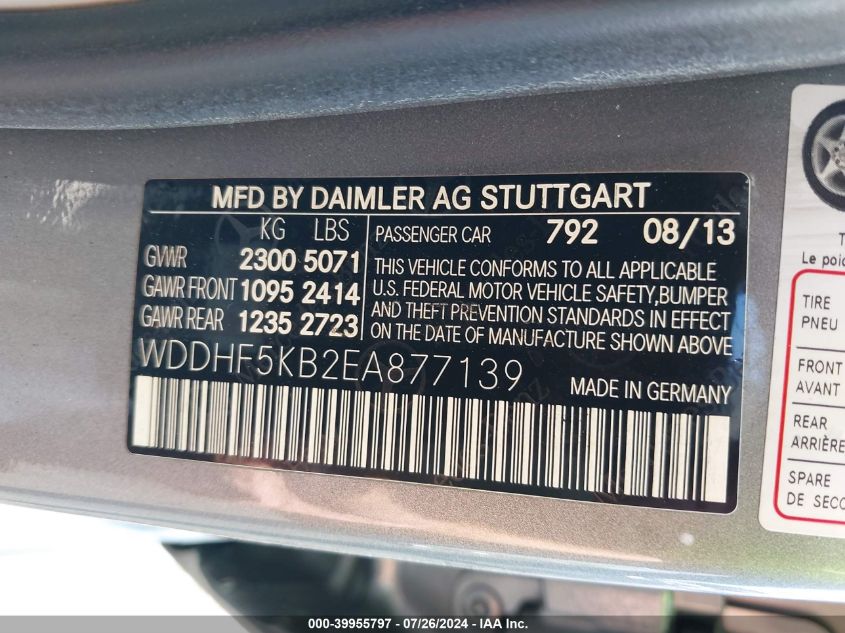 MFD BY DAIMLER AG STUTTGART
KG LBS
GVWR 2300 5071
GAWR FRONT 1095 2414
GAWR REAR 1235 2723
PASSENGER CAR 792 08/13
THIS VEHICLE CONFORMS TO ALL APPLICABLE
U.S. FEDERAL MOTOR VEHICLE SAFETY,BUMPER
AND THEFT PREVENTION STANDARDS IN EFFECT
ON THE DATE OF MANUFACTURE SHOWN ABOVE
WDDHF5KB2EA877139
MADE IN GERMANY
Le poi
TIRE
PNEU
FRONT
AVANT
REAR
ARRIÈRE
SPARE
DE SECO
000-39955797 - 07/26/2024 - IAA Inc.